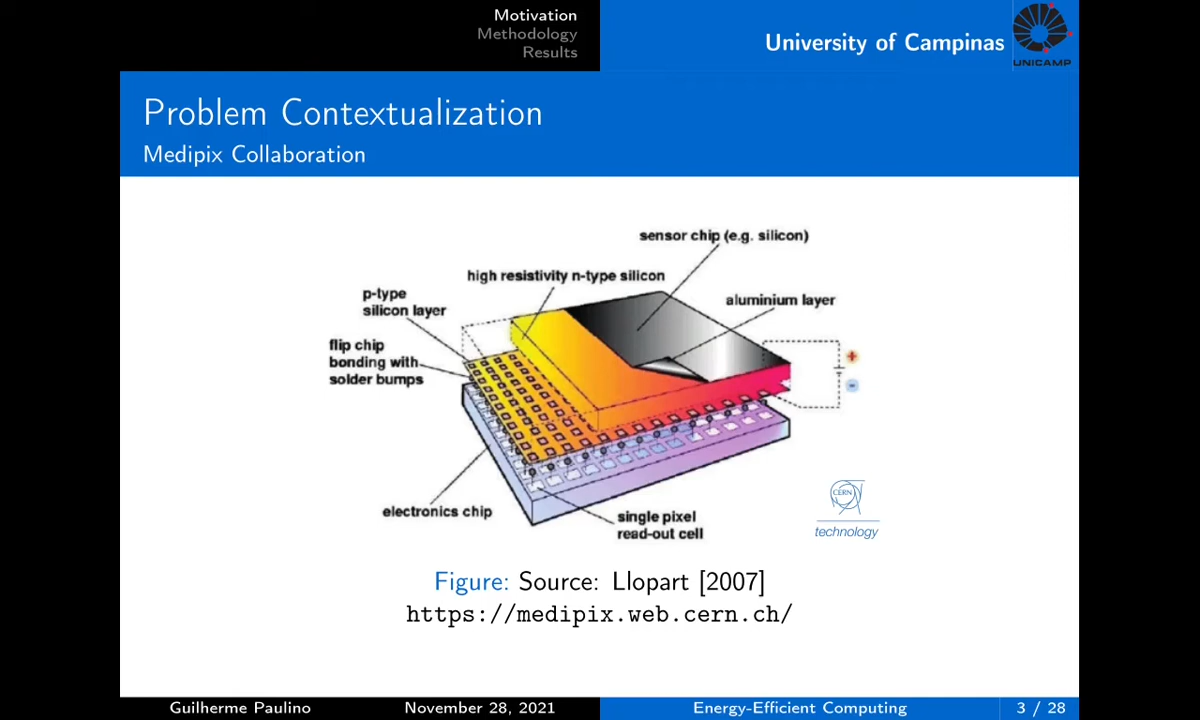 Motivation
Methodology
Results
University of Campinas
UNICAMP
Problem Contextualization
Medipix Collaboration
sensor chip (e.g. silicon)
high resistivity n-type silicon
p-type
silicon layer
aluminium layer
flip chip
bonding with
solder bumps
+
-
electronics chip
single pixel
read-out cell
CERN
technology
Figure: Source: Llopart [2007]
https://medipix.web.cern.ch/
Guilherme Paulino
November 28, 2021
Energy-Efficient Computing
3 / 28